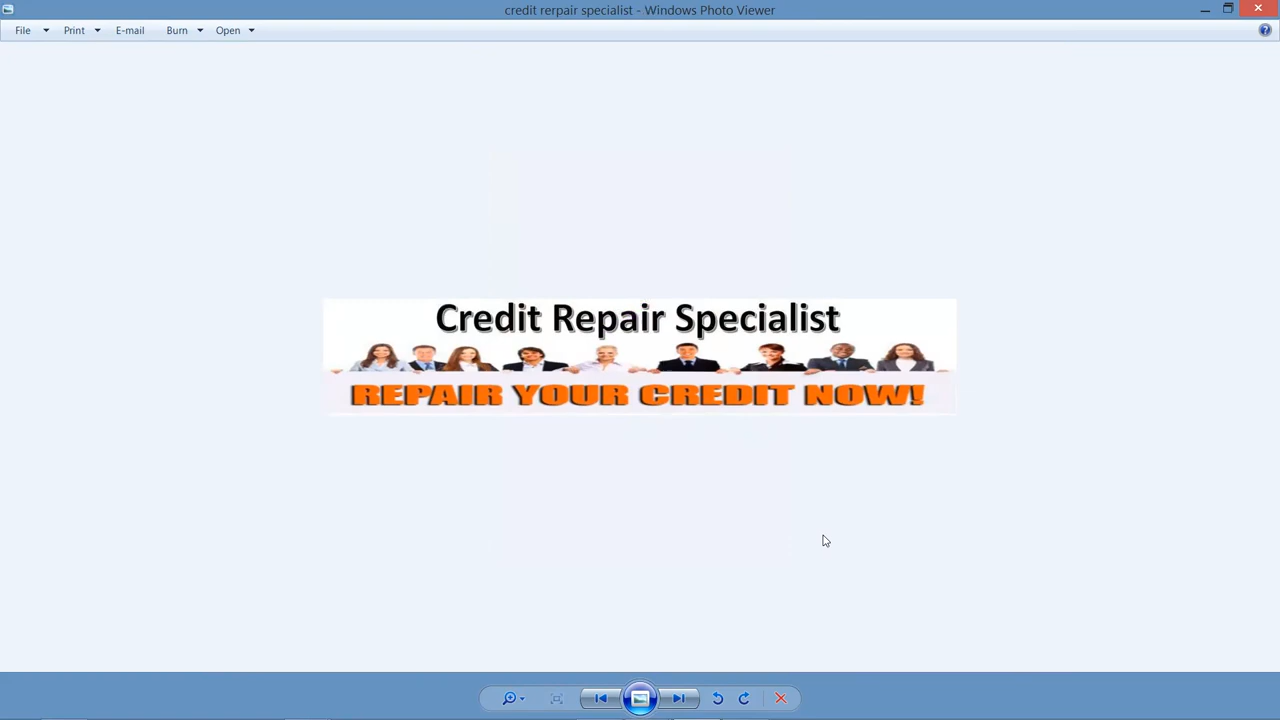 credit rerpair specialist - Windows Photo Viewer
File Print E-mail Burn Open
Credit Repair Specialist
REPAIR YOUR CREDIT NOW!